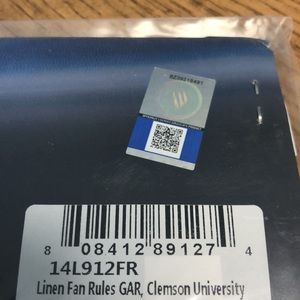 8 08412 89127 4
14L912FR
Linen Fan Rules GAR, Clemson University